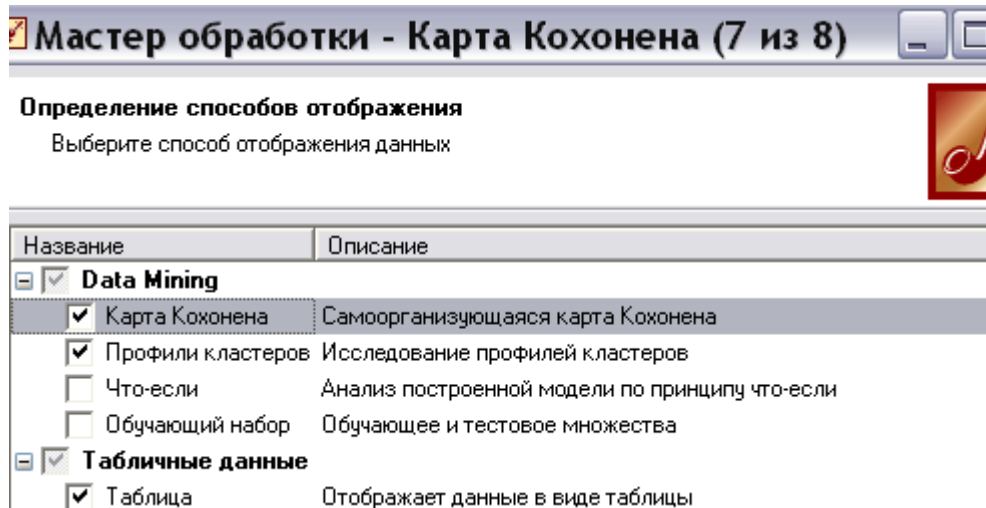 Мастер обработки - Карта Кохонена (7 из 8)
Определение способов отображения
Выберите способ отображения данных
Название Описание
Data Mining
Карта Кохонена Самоорганизующаяся карта Кохонена
Профили кластеров Исследование профилей кластеров
Что-если Анализ построенной модели по принципу что-если
Обучающий набор Обучающее и тестовое множества
Табличные данные
Таблица Отображает данные в виде таблицы